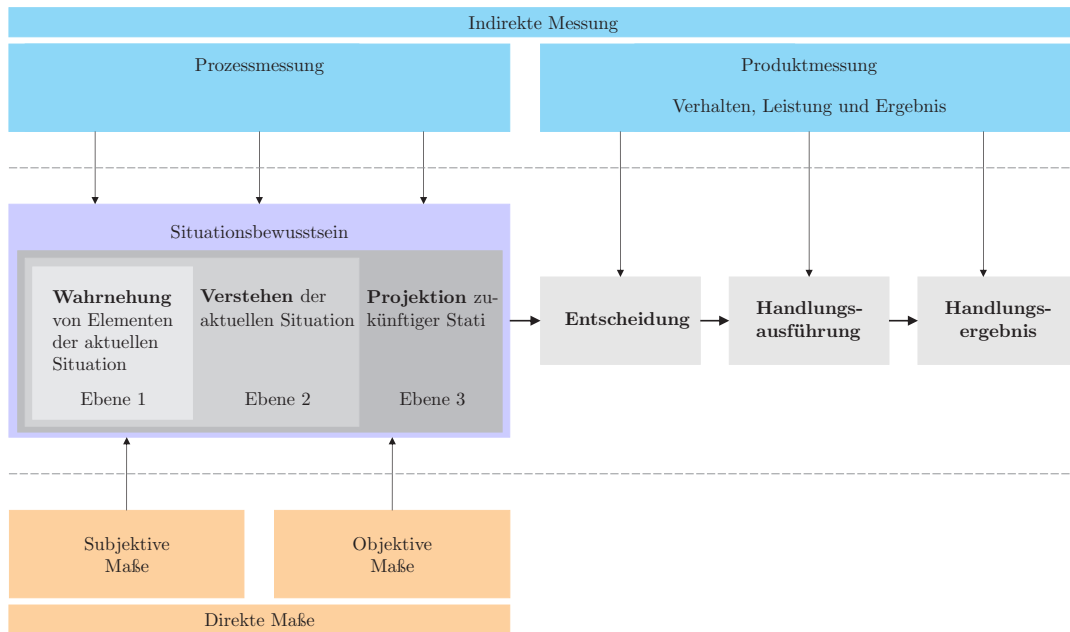 Indirekte Messung
Prozessmessung
Produktmessung
Verhalten, Leistung und Ergebnis
Situationsbewusstsein
Wahrnehung
von Elementen
der aktuellen
Situation
Ebene 1
Verstehen der
aktuellen Situation
Ebene 2
Projektion zu-
künftiger Stati
Ebene 3
Entscheidung
Handlungs-
ausführung
Handlungs-
ergebnis
Subjektive
Maße
Objektive
Maße
Direkte Maße